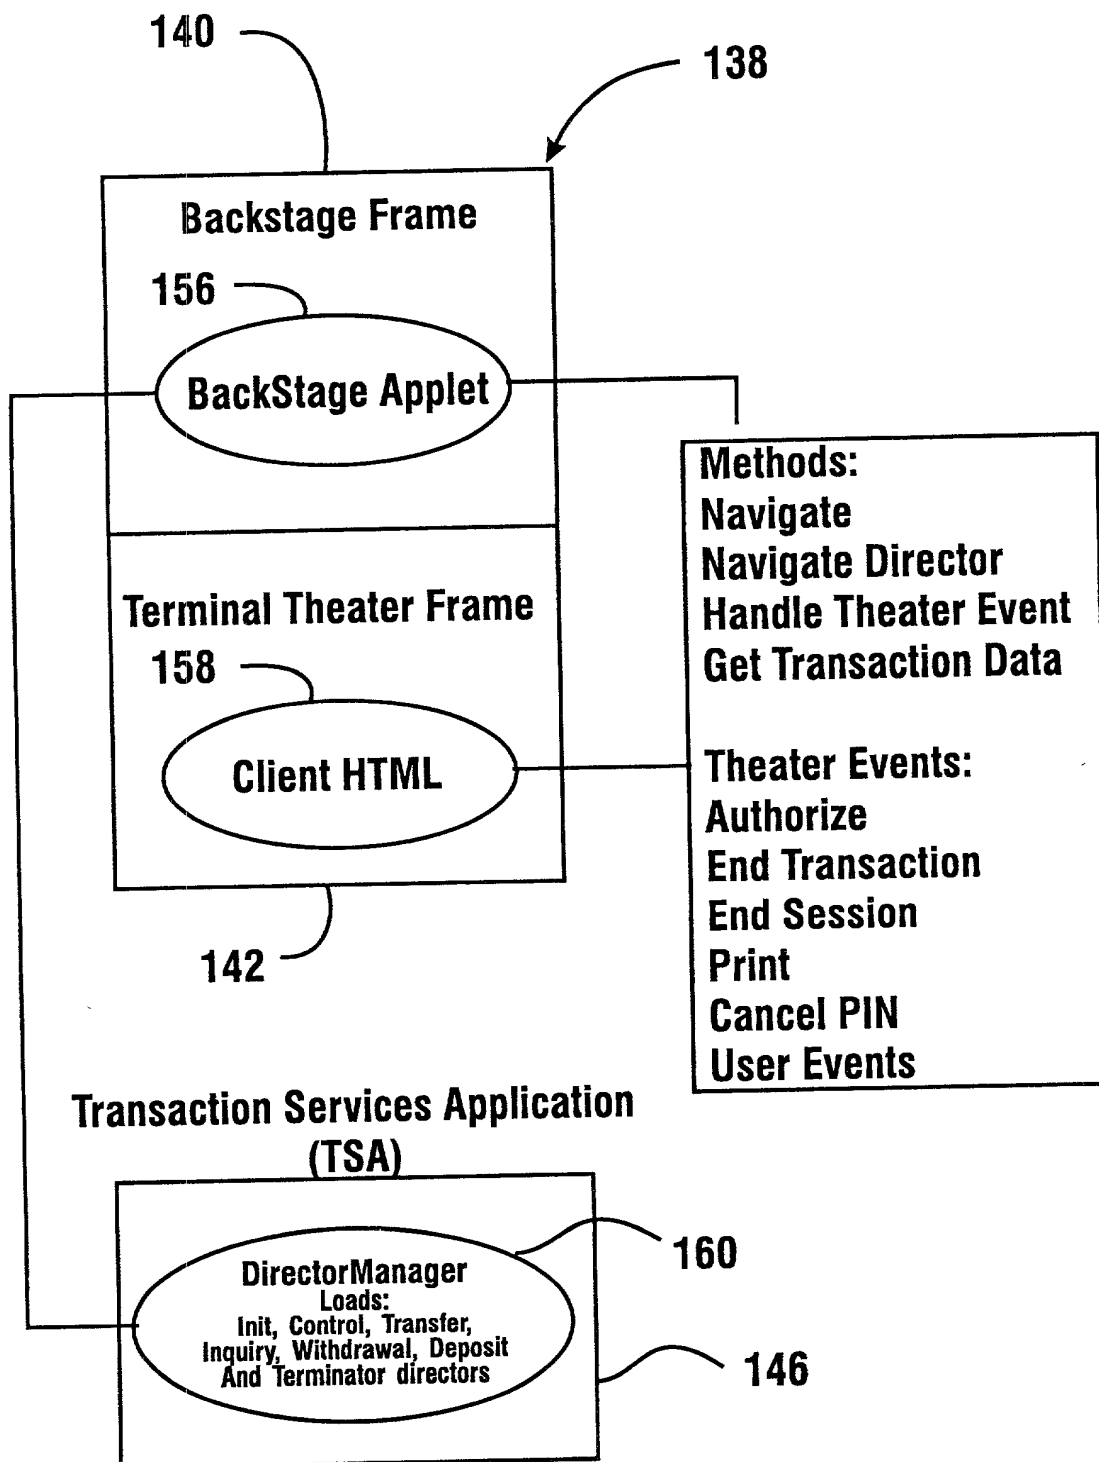 140
138
Backstage Frame
156
BackStage Applet
Methods:
Navigate
Navigate Director
Handle Theater Event
Get Transaction Data
Theater Events:
Authorize
End Transaction
End Session
Print
Cancel PIN
User Events
Terminal Theater Frame
158
Client HTML
142
Transaction Services Application
(TSA)
DirectorManager
Loads:
Init, Control, Transfer,
Inquiry, Withdrawal, Deposit
And Terminator directors
160
146